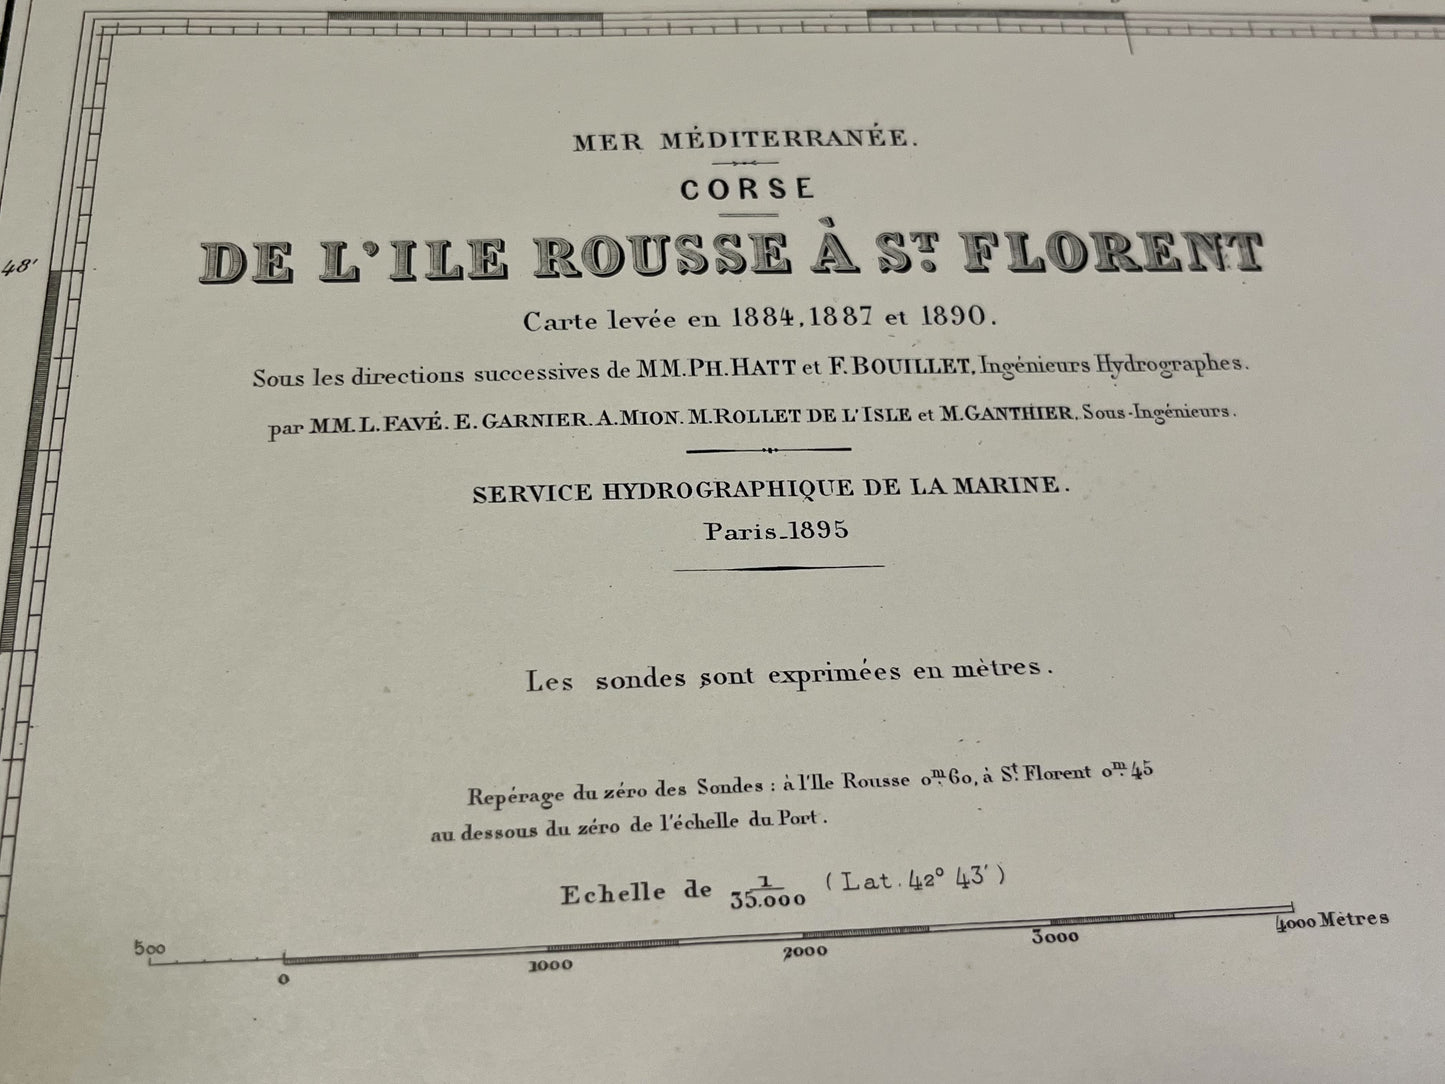 MER MÉDITERRANÉE.
CORSE
DE L'ILE ROUSSE À ST. FLORENT
Carte levée en 1884, 1887 et 1890.
Sous les directions successives de MM. PH. HATT et F. BOUILLET, Ingénieurs Hydrographes.
par MM. L. FAVÉ. E. GARNIER. A. MION. M. ROLLET DE L'ISLE et M. GANTHIER, Sous-Ingénieurs.
SERVICE HYDROGRAPHIQUE DE LA MARINE.
Paris_1895
Les sondes sont exprimées en mètres.
Repérage du zéro des Sondes : à l'Ile Rousse 0m.60, à St. Florent 0m.45
au dessous du zéro de l'échelle du Port.
Echelle de 1/35.000 (Lat. 42° 43')
500 0 1000 2000 3000 4000 Mètres
48'